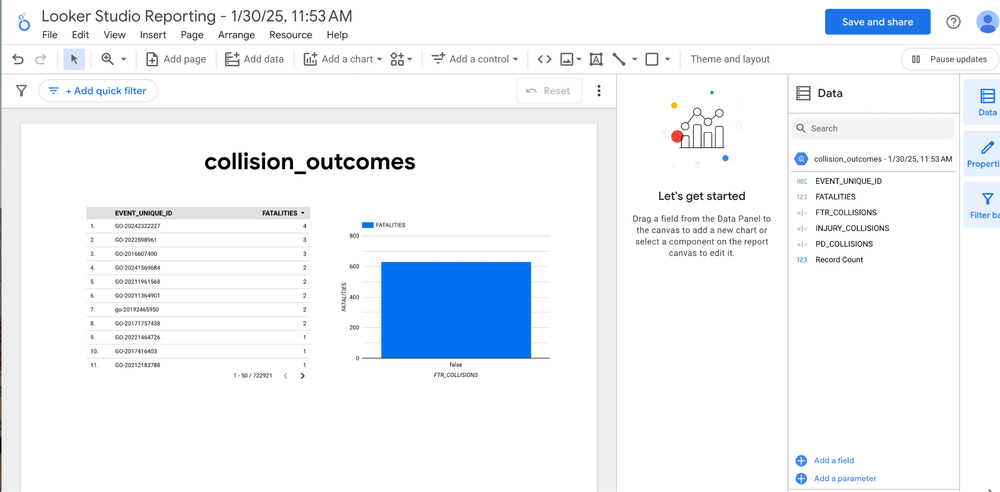 Looker Studio Reporting - 1/30/25, 11:53 AM
File Edit View Insert Page Arrange Resource Help
Save and share
Add page
Add data
Add a chart
Add a control
Theme and layout
Pause updates
+ Add quick filter
Reset
collision_outcomes
EVENT_UNIQUE_ID FATALITIES
1. GO-20242322227 4
2. GO-2022598961 3
3. GO-2016607400 3
4. GO-20241569684 2
5. GO-20211961568 2
6. GO-20211364901 2
7. go-20192465950 2
8. GO-20171757438 2
9. GO-20221464726 1
10. GO-2017416403 1
11. GO-20212183788 1
1 - 50 / 722921
FATALITIES
800
600
400
200
0
FATALITIES
false
FTR_COLLISIONS
Let's get started
Drag a field from the Data Panel to
the canvas to add a new chart or
select a component on the report
canvas to edit it.
Data
Search
collision_outcomes - 1/30/25, 11:53 AM
ABC EVENT_UNIQUE_ID
123 FATALITIES
FTR_COLLISIONS
INJURY_COLLISIONS
PD_COLLISIONS
123 Record Count
Add a field
Add a parameter
Data
Properti
Filter ba